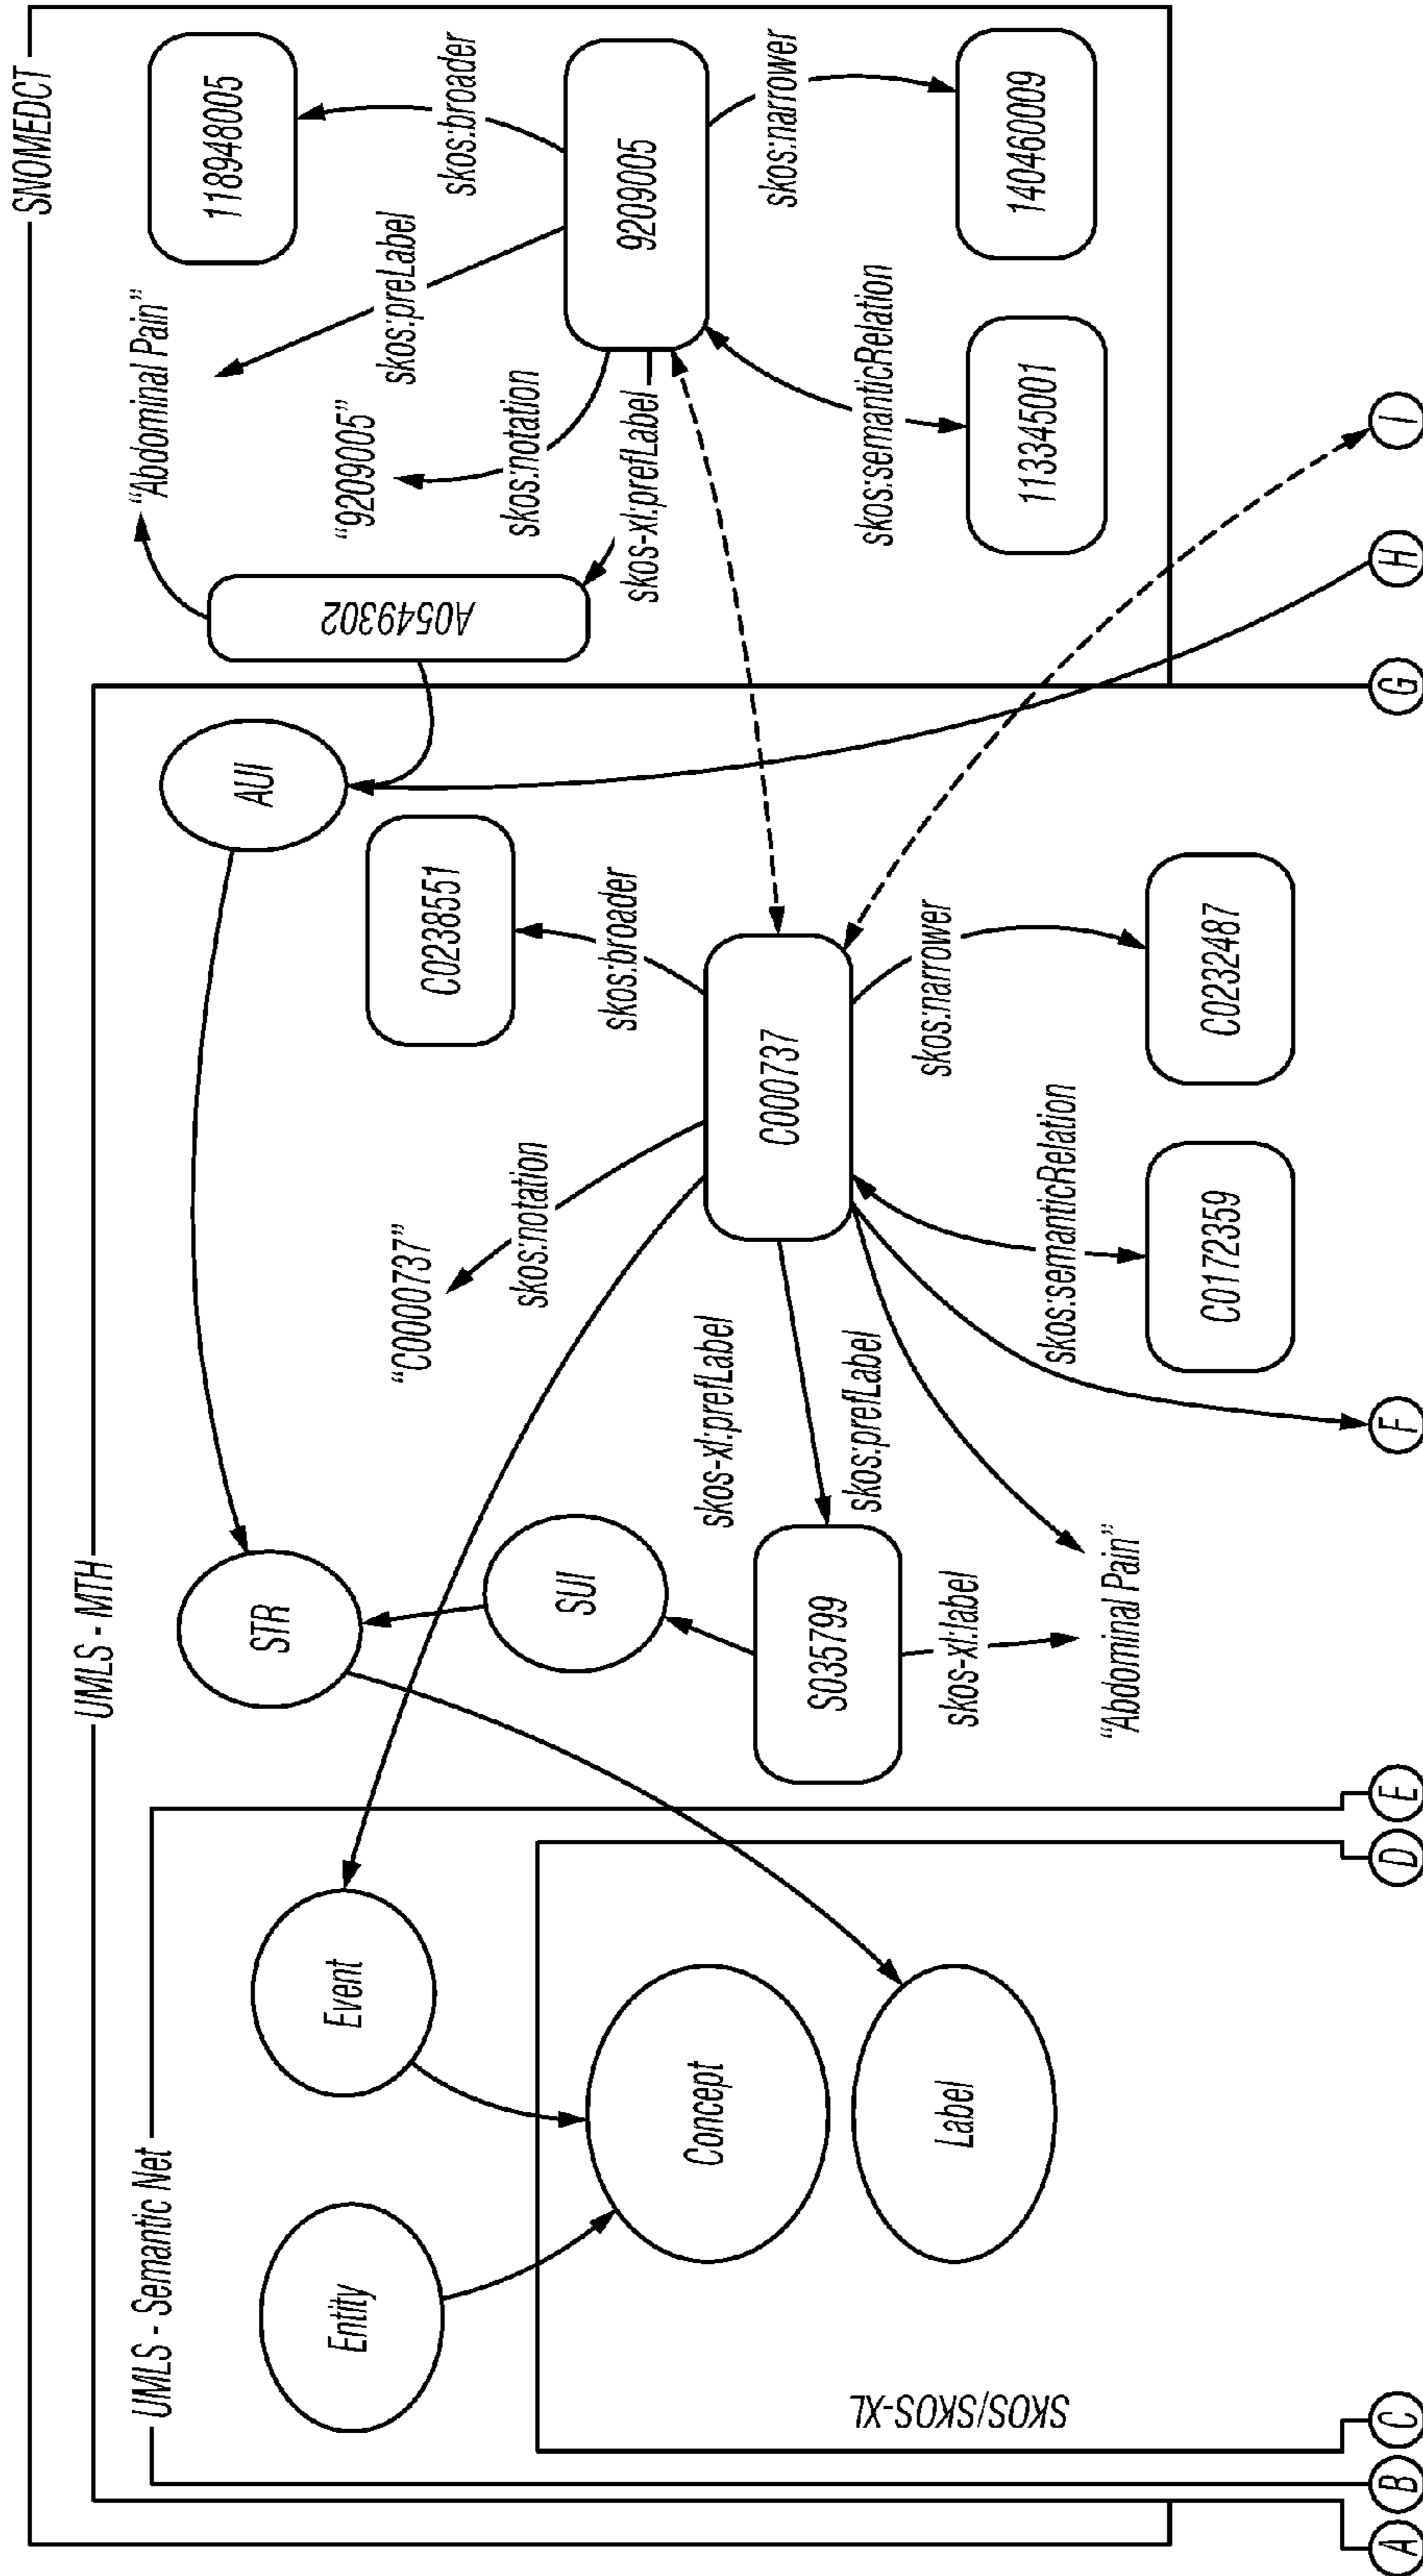 SNOMEDCT
UMLS - MTH
UMLS - Semantic Net
Entity
Event
Concept
Label
SKOS/SKOS-XL
STR
SUI
AUI
S035799
skos-xl:prefLabel
skos:prefLabel
skos-xl:label
“Abdominal Pain”
“C000737”
skos:notation
C000737
skos:broader
C0238551
skos:semanticRelation
C0172359
skos:narrower
C0232487
A0549302
“Abdominal Pain”
“9209005”
skos:notation
skos-xl:prefLabel
skos:preLabel
skos:broader
118948005
9209005
skos:semanticRelation
113345001
skos:narrower
140460009
A
B
C
D
E
F
G
H
I